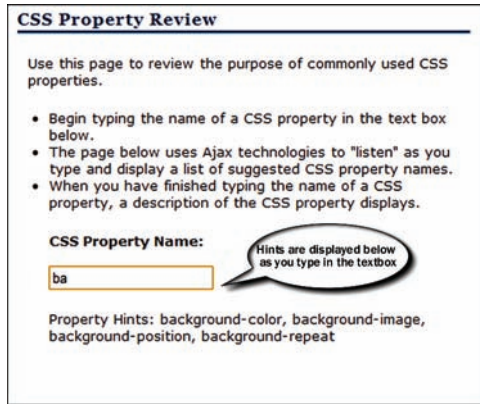 CSS Property Review
Use this page to review the purpose of commonly used CSS
properties.
• Begin typing the name of a CSS property in the text box
below.
• The page below uses Ajax technologies to "listen" as you
type and display a list of suggested CSS property names.
• When you have finished typing the name of a CSS
property, a description of the CSS property displays.
CSS Property Name:
Hints are displayed below
as you type in the textbox
ba
Property Hints: background-color, background-image,
background-position, background-repeat